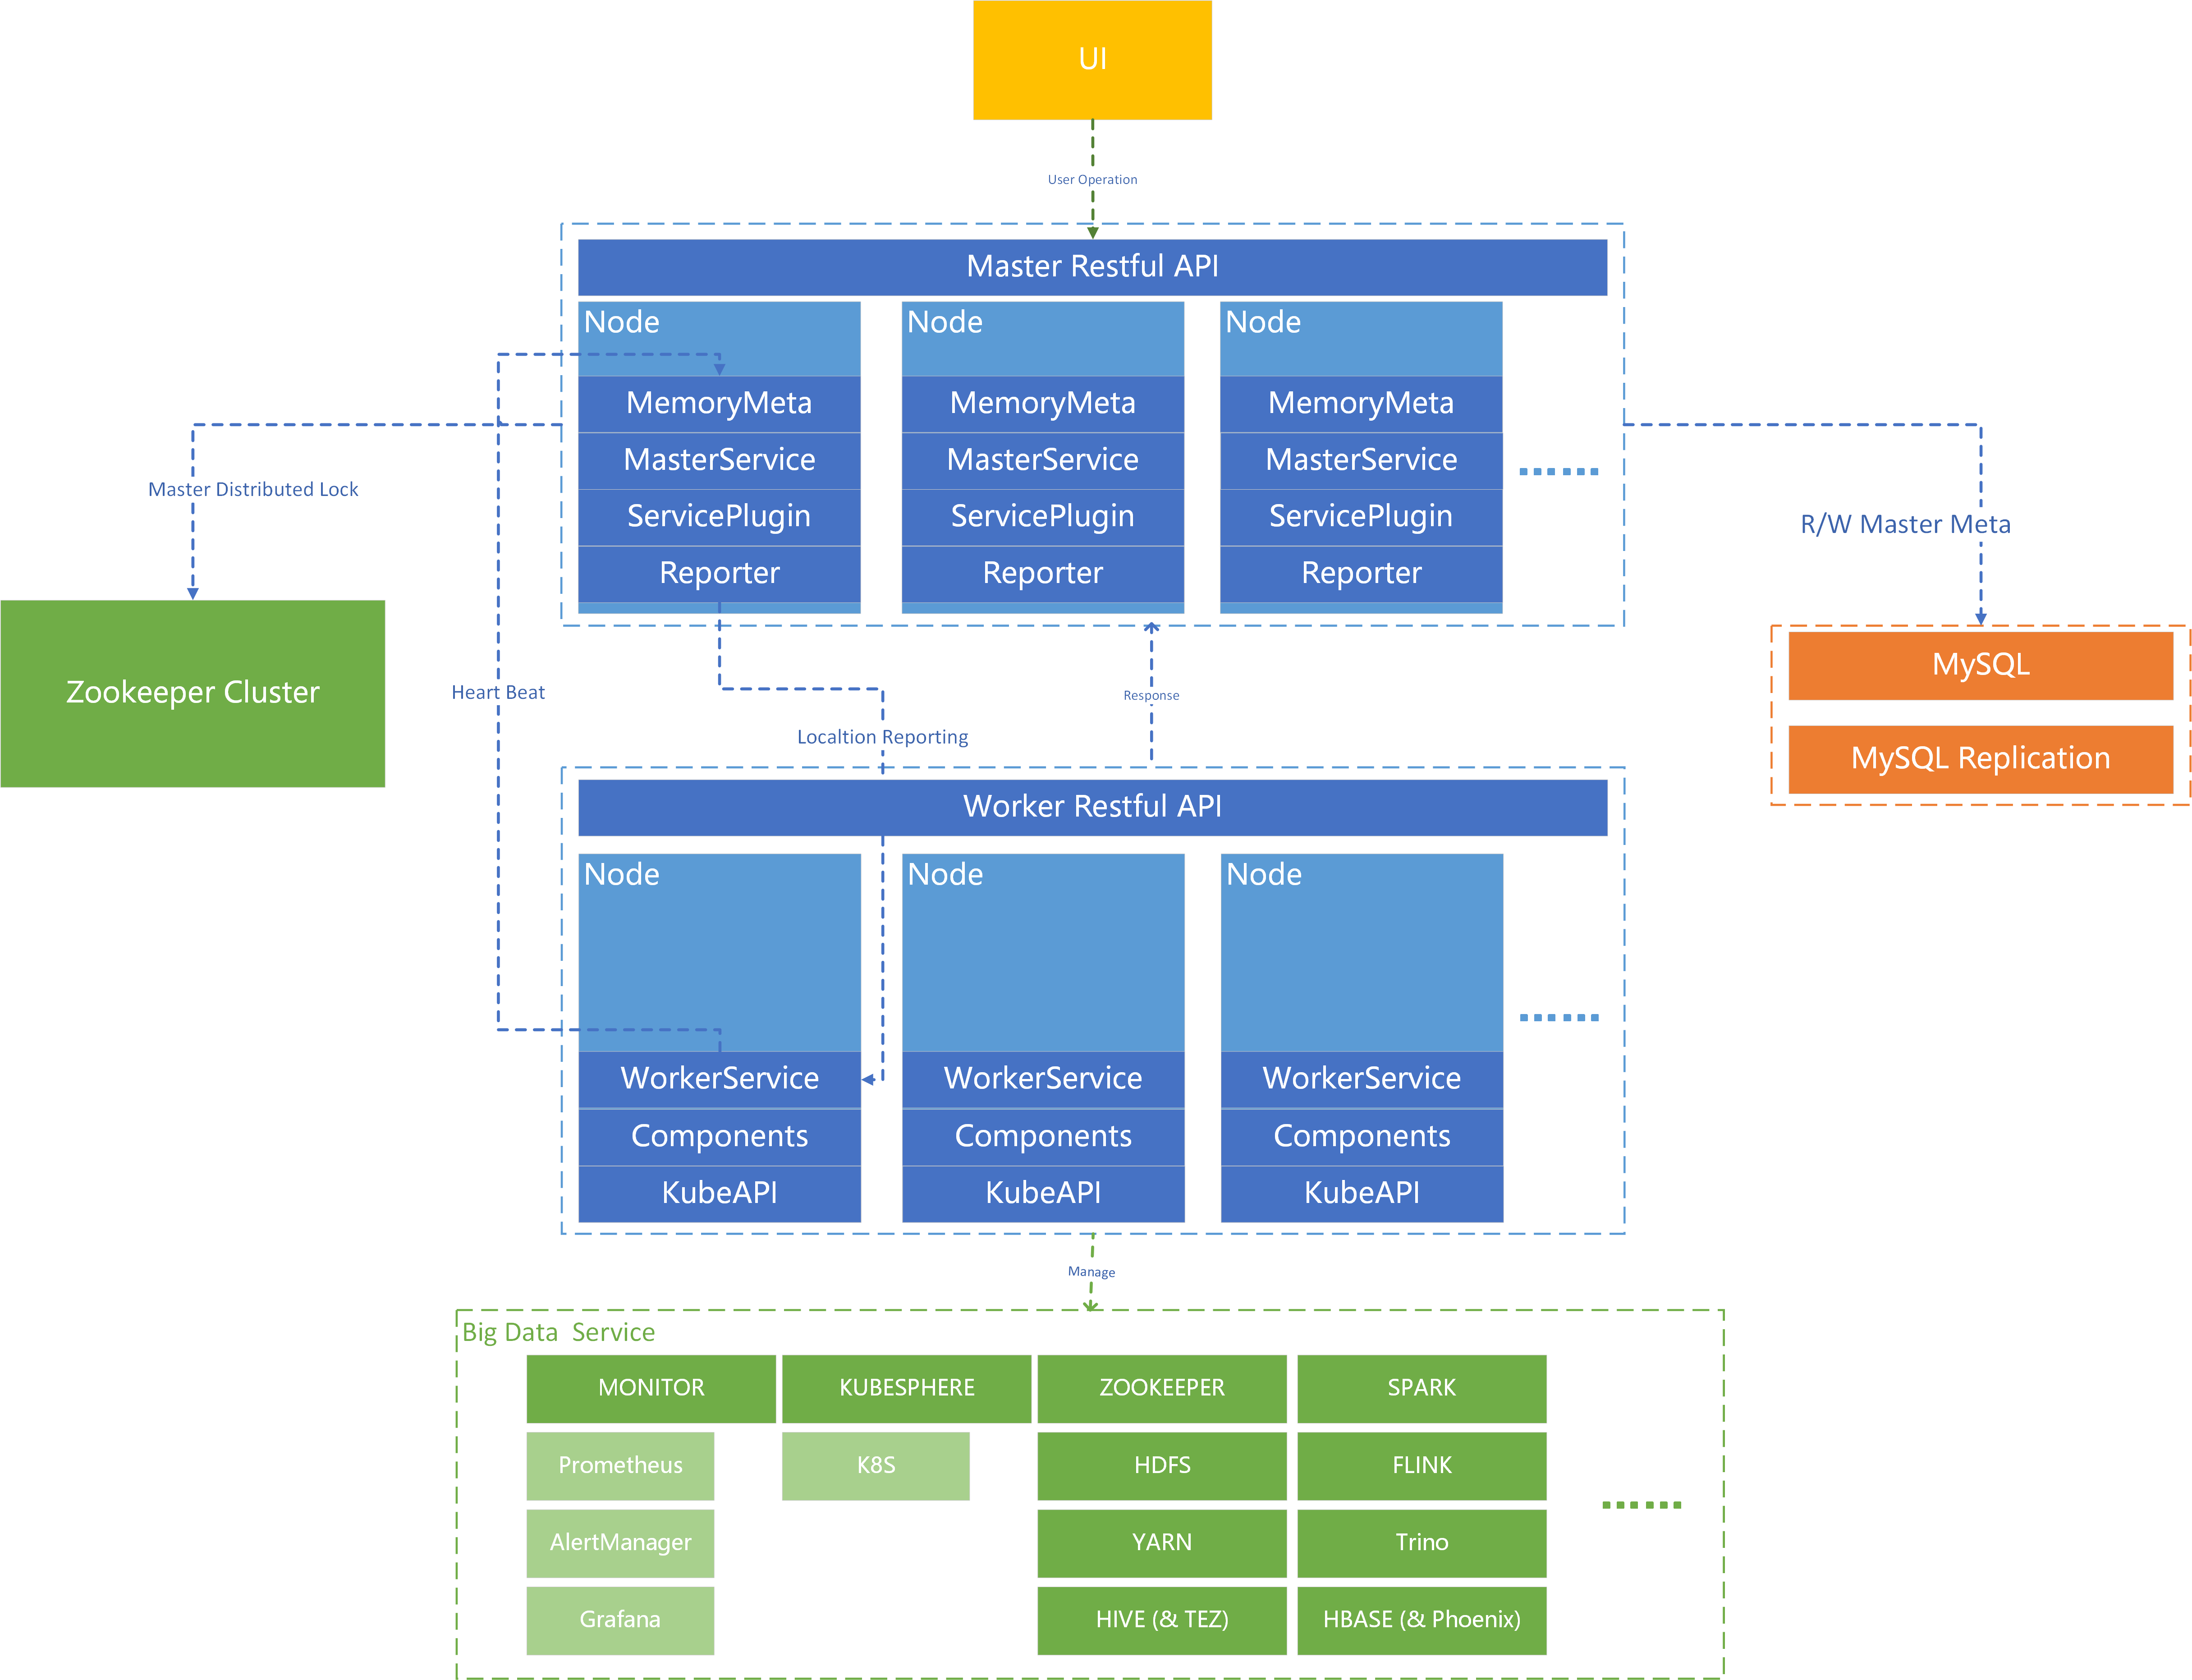 UI
User Operation
Master Restful API
Node
Node
Node
MemoryMeta
MemoryMeta
MemoryMeta
MasterService
MasterService
MasterService
ServicePlugin
ServicePlugin
ServicePlugin
Reporter
Reporter
Reporter
Master Distributed Lock
R/W Master Meta
Zookeeper Cluster
Heart Beat
Response
Localtion Reporting
MySQL
MySQL Replication
Worker Restful API
Node
Node
Node
WorkerService
WorkerService
WorkerService
Components
Components
Components
KubeAPI
KubeAPI
KubeAPI
Manage
Big Data  Service
MONITOR
KUBESPHERE
ZOOKEEPER
SPARK
Prometheus
K8S
HDFS
FLINK
AlertManager
YARN
Trino
Grafana
HIVE (& TEZ)
HBASE (& Phoenix)